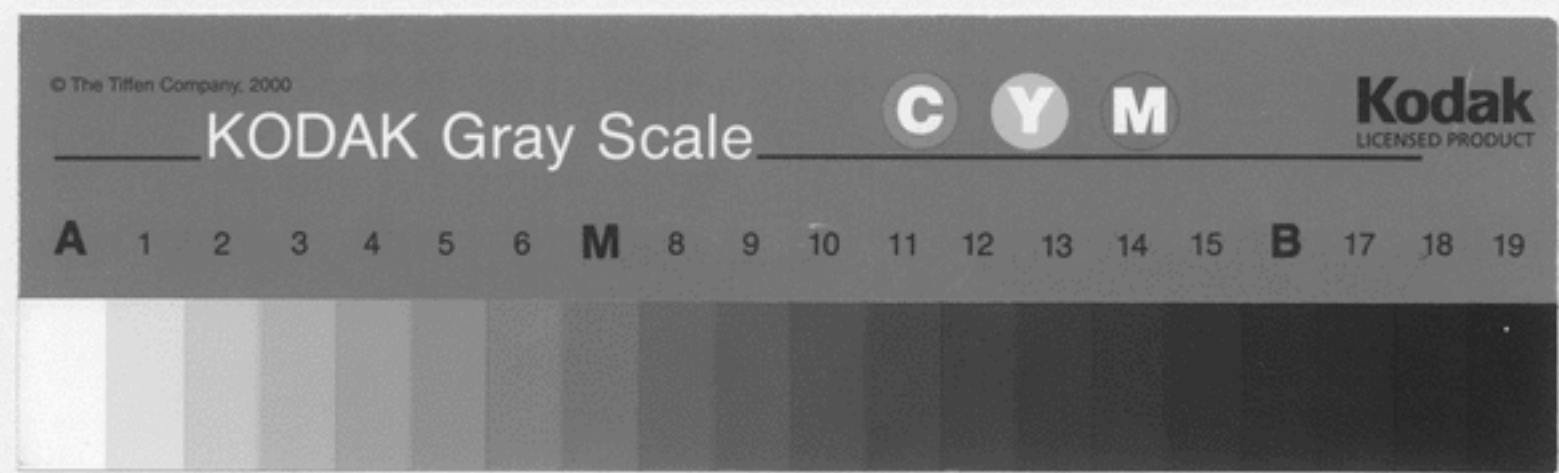 © The Tiffen Company, 2000
KODAK Gray Scale
C Y M
Kodak
LICENSED PRODUCT
A 1 2 3 4 5 6 M 8 9 10 11 12 13 14 15 B 17 18 19